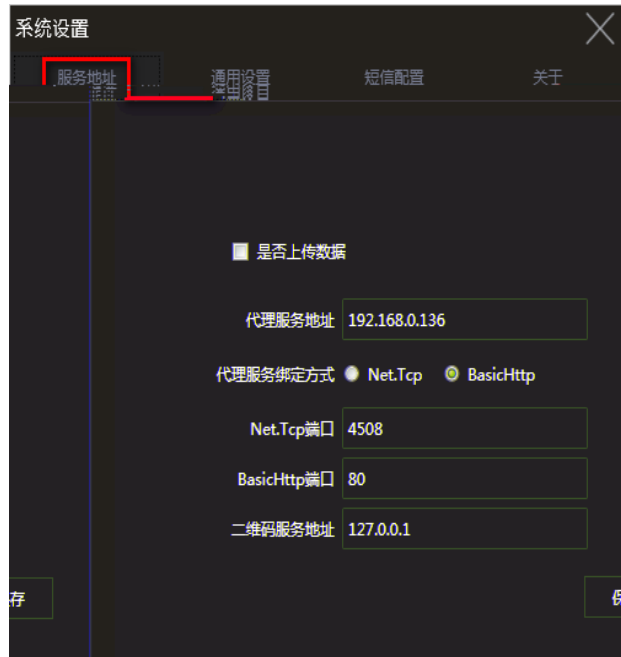 系统设置
服务地址 通用设置 短信配置 关于
是否上传数据
代理服务地址 192.168.0.136
代理服务绑定方式 Net.Tcp BasicHttp
Net.Tcp端口 4508
BasicHttp端口 80
二维码服务地址 127.0.0.1
存